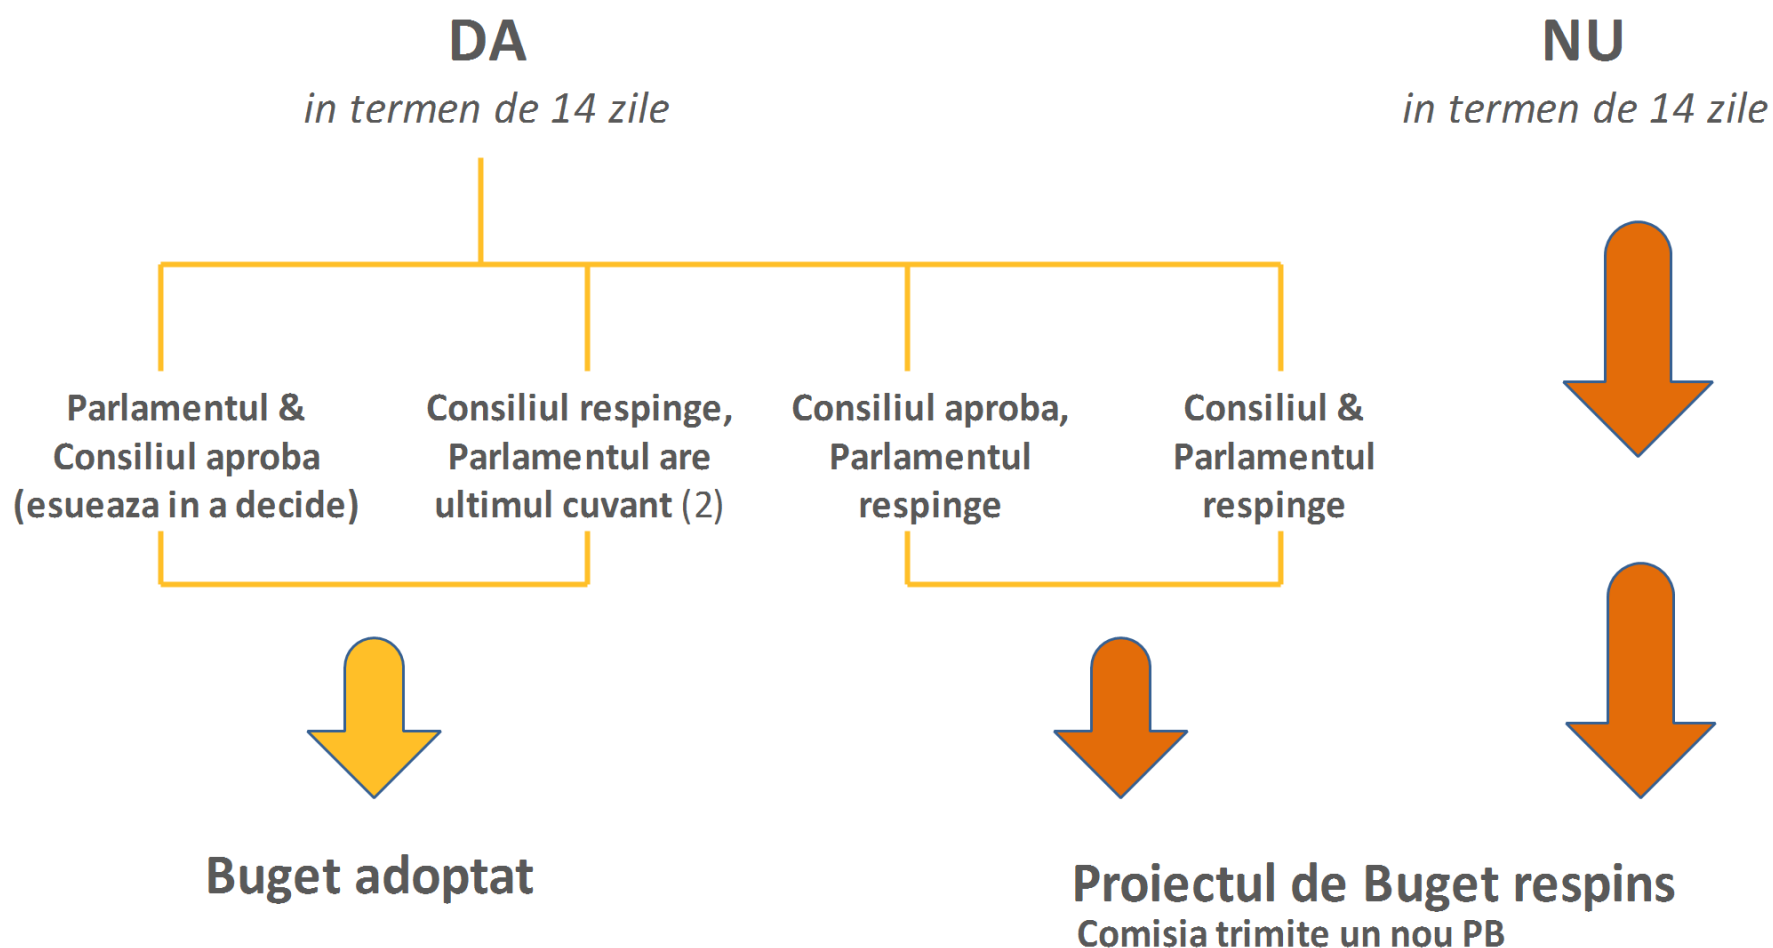 DA
in termen de 14 zile
NU
in termen de 14 zile
Parlamentul &
Consiliul aproba
(esueaza in a decide)
Consiliul respinge,
Parlamentul are
ultimul cuvant (2)
Consiliul aproba,
Parlamentul
respinge
Consiliul &
Parlamentul
respinge
Buget adoptat
Proiectul de Buget respins
Comisia trimite un nou PB